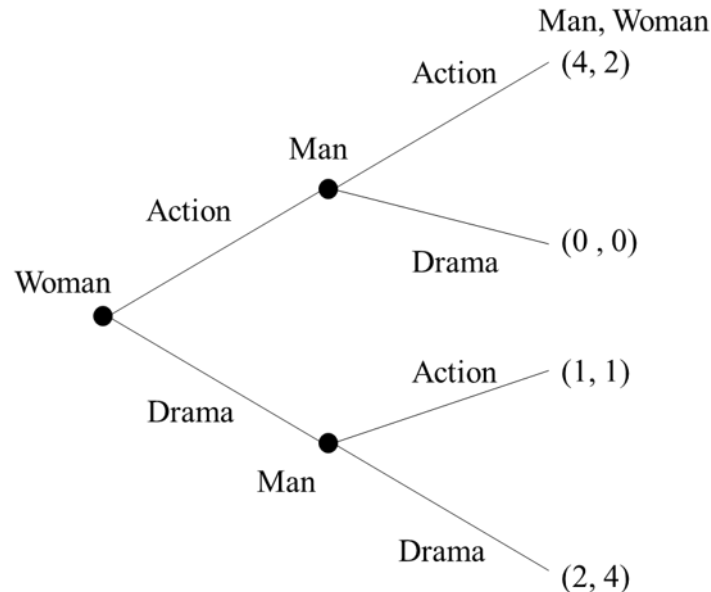 Man, Woman
Action
(4, 2)
Man
Action
Drama
(0 , 0)
Woman
Drama
Action
(1, 1)
Man
Drama
(2, 4)